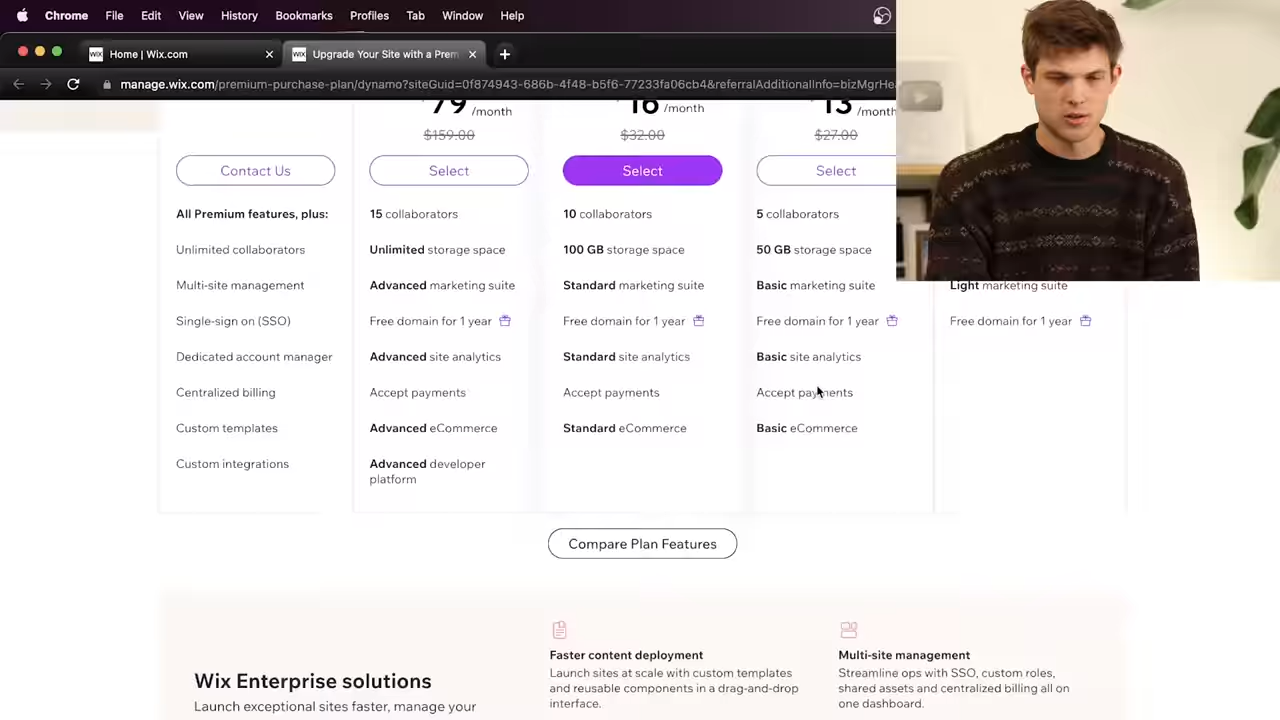 Chrome File Edit View History Bookmarks Profiles Tab Window Help
WIX Home | Wix.com WIX Upgrade Your Site with a Prem
manage.wix.com/premium-purchase-plan/dynamo?siteGuid=0f874943-686b-4f48-b5f6-77233fa06cb4&referralAdditionalInfo=bizMgrHe
79 /month 16 /month 13 /month
$159.00 $32.00 $27.00
Contact Us Select Select Select
All Premium features, plus: 15 collaborators 10 collaborators 5 collaborators
Unlimited collaborators Unlimited storage space 100 GB storage space 50 GB storage space
Multi-site management Advanced marketing suite Standard marketing suite Basic marketing suite Light marketing suite
Single-sign on (SSO) Free domain for 1 year Free domain for 1 year Free domain for 1 year Free domain for 1 year
Dedicated account manager Advanced site analytics Standard site analytics Basic site analytics
Centralized billing Accept payments Accept payments Accept payments
Custom templates Advanced eCommerce Standard eCommerce Basic eCommerce
Custom integrations Advanced developer
platform
Compare Plan Features
Wix Enterprise solutions
Launch exceptional sites faster, manage your
Faster content deployment
Launch sites at scale with custom templates
and reusable components in a drag-and-drop
interface.
Multi-site management
Streamline ops with SSO, custom roles,
shared assets and centralized billing all on
one dashboard.